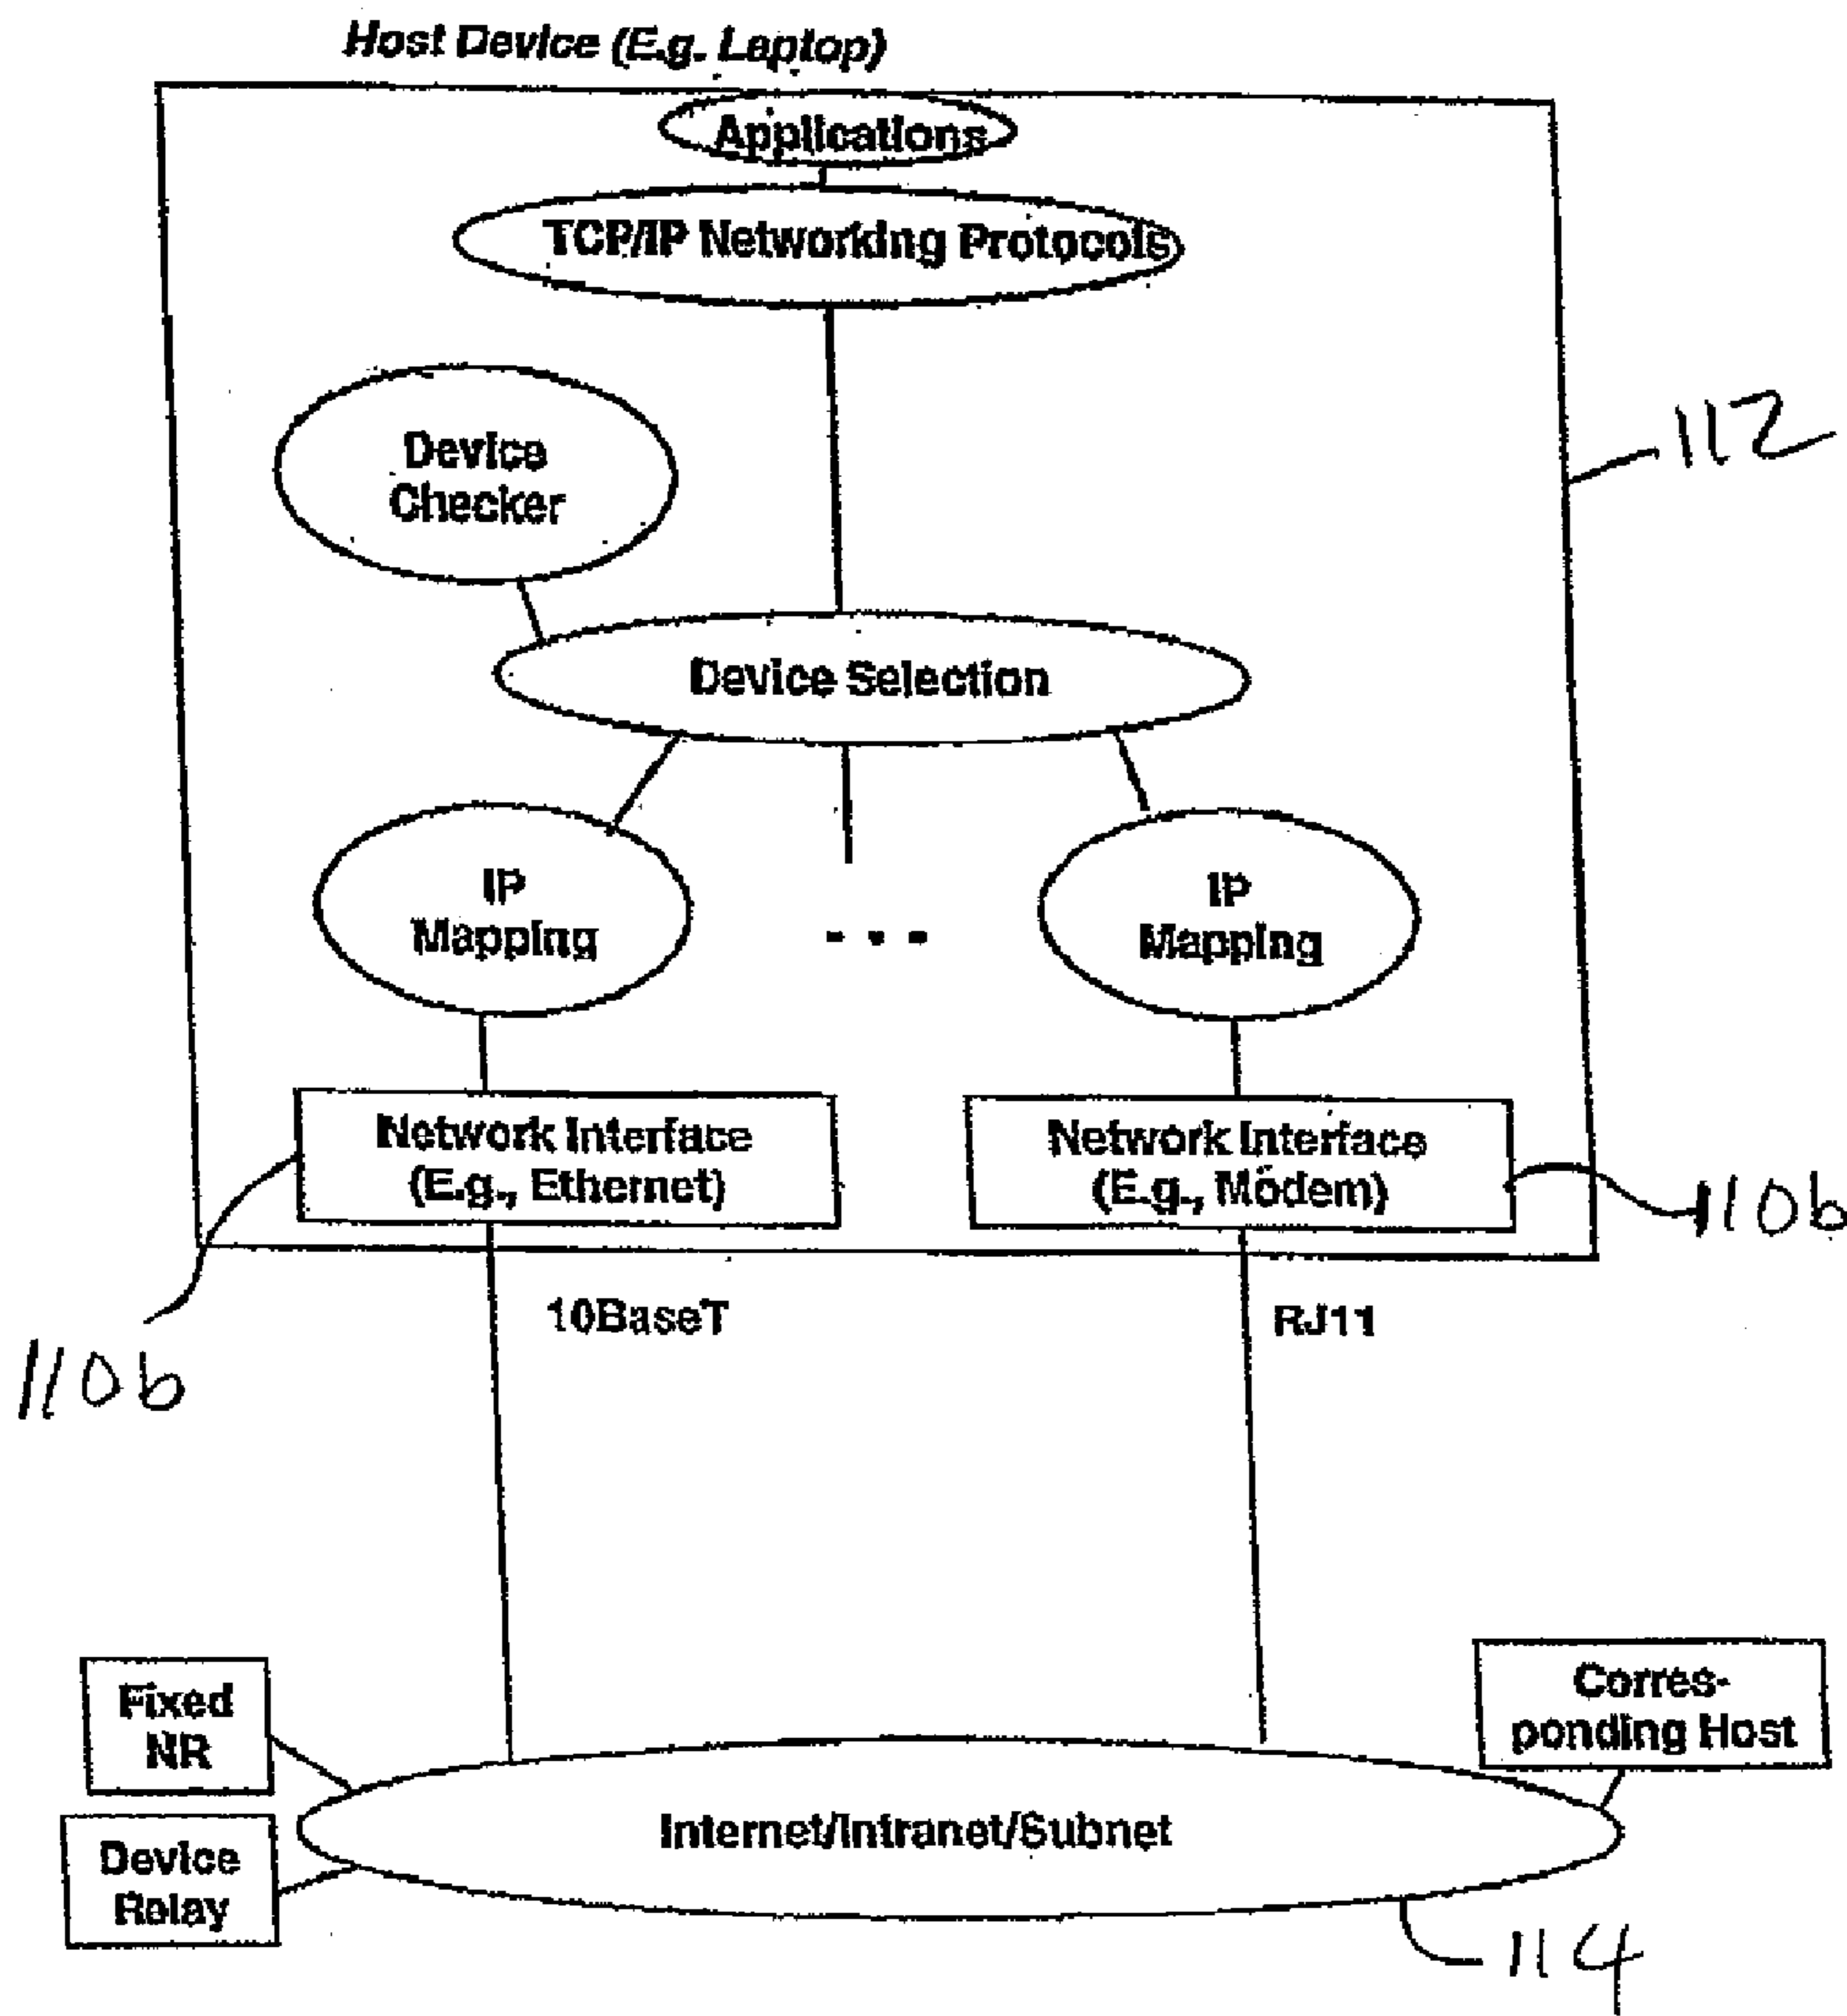 Host Device (E.g. Laptop)
Applications
TCP/IP Networking Protocols
Device
Checker
112
Device Selection
IP
Mapping
...
IP
Mapping
Network Interface
(E.g., Ethernet)
Network Interface
(E.g., Modem)
110b
110b
10BaseT
RJ11
Fixed
NR
Corres-
ponding Host
Internet/Intranet/Subnet
Device
Relay
114